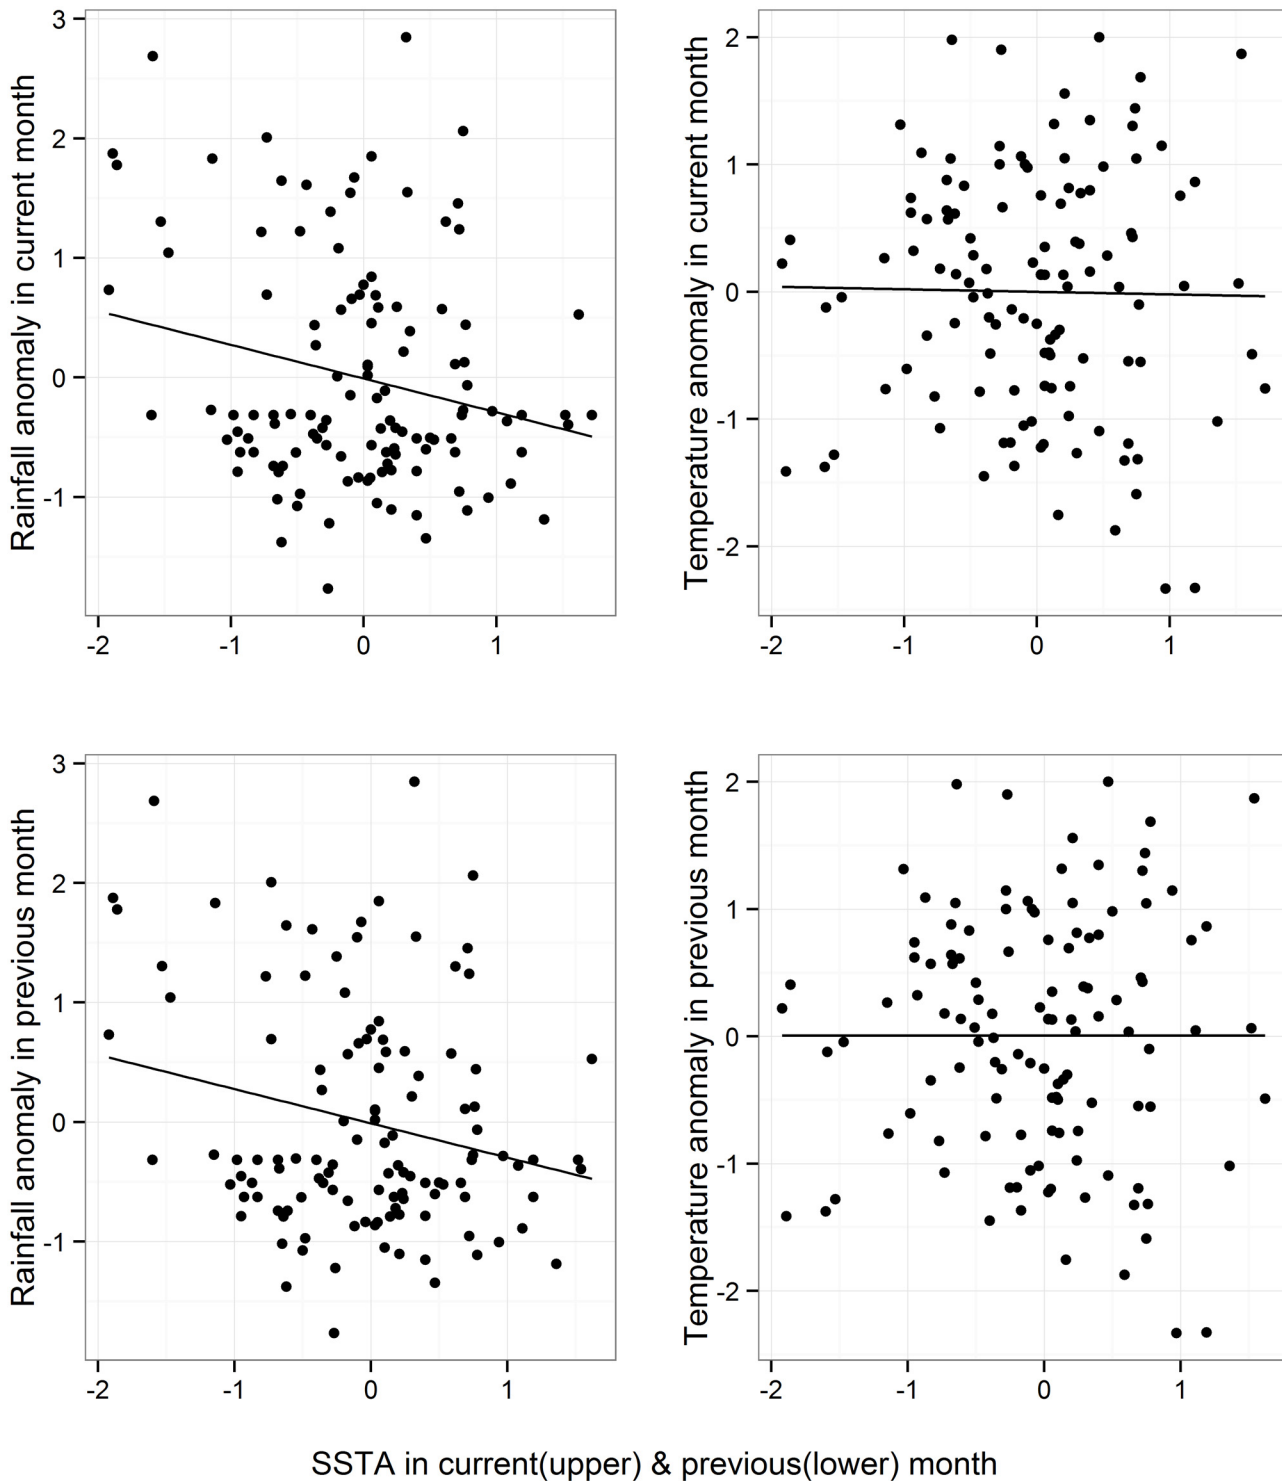 Rainfall anomaly in current month
3
2
1
0
-1
-2 -1 0 1
Temperature anomaly in current month
2
1
0
-1
-2
-2 -1 0 1
Rainfall anomaly in previous month
3
2
1
0
-1
-2 -1 0 1
Temperature anomaly in previous month
2
1
0
-1
-2
-2 -1 0 1
SSTA in current(upper) & previous(lower) month